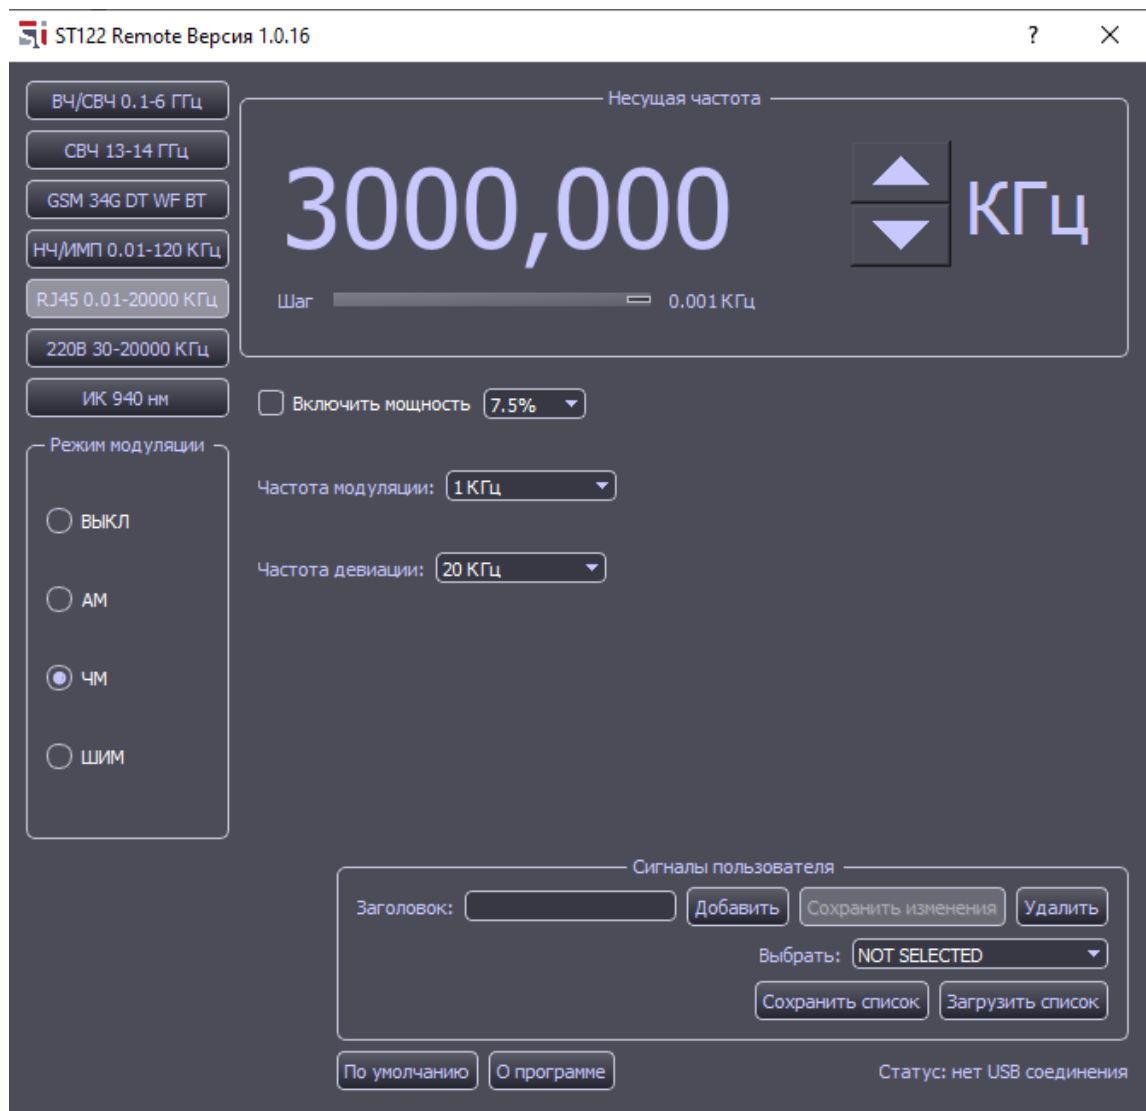 ST122 Remote Версия 1.0.16
?
ВЧ/СВЧ 0.1-6 ГГц
СВЧ 13-14 ГГц
GSM 34G DT WF BT
НЧ/ИМП 0.01-120 КГц
RJ45 0.01-20000 КГц
220В 30-20000 КГц
ИК 940 нм
Несущая частота
3000,000
КГц
Шаг
0.001 КГц
Включить мощность 7.5%
Режим модуляции
ВЫКЛ
АМ
ЧМ
ШИМ
Частота модуляции: 1 КГц
Частота девиации: 20 КГц
Сигналы пользователя
Заголовок: Добавить Сохранить изменения Удалить
Выбрать: NOT SELECTED
Сохранить список Загрузить список
По умолчанию О программе Статус: нет USB соединения